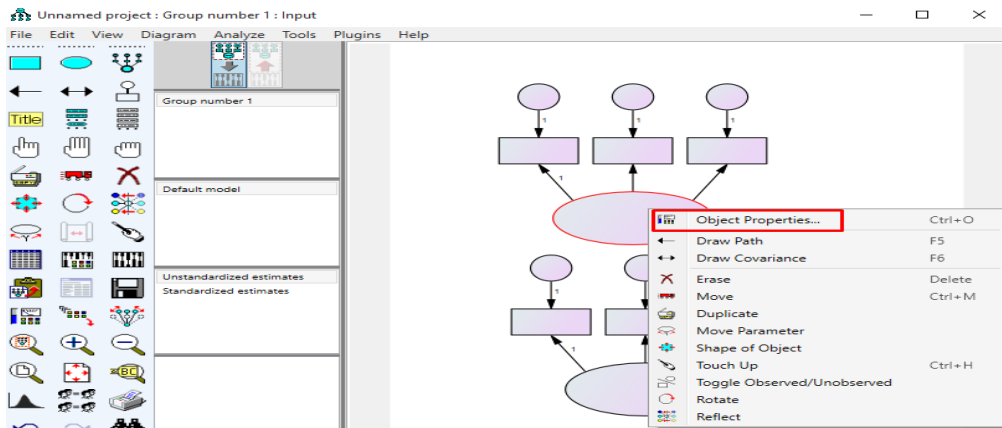 Unnamed project : Group number 1 : Input
File Edit View Diagram Analyze Tools Plugins Help
Title
Group number 1
Default model
Unstandardized estimates
Standardized estimates
1
1
1
1
Object Properties... Ctrl+O
Draw Path F5
Draw Covariance F6
Erase Delete
Move Ctrl+M
Duplicate
Move Parameter
Shape of Object
Touch Up Ctrl+H
Toggle Observed/Unobserved
Rotate
Reflect
1
1